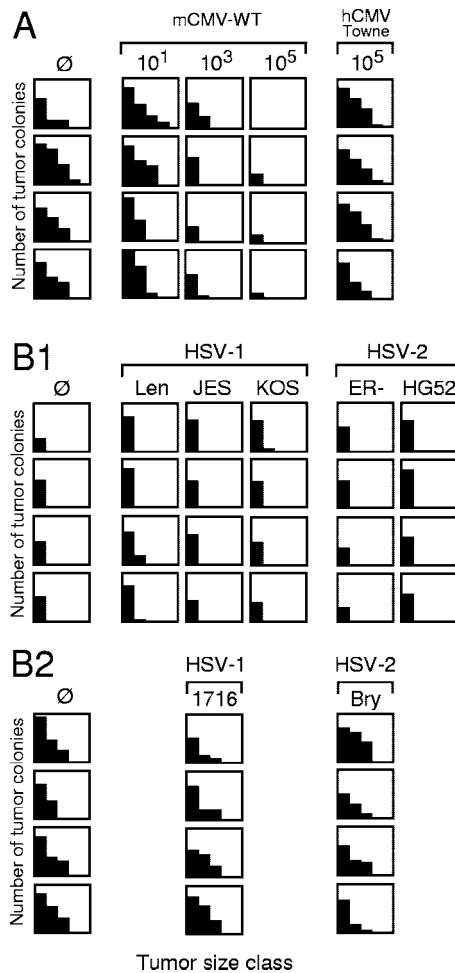 A
mCMV-WT
hCMV
Towne
Ø
10¹
10³
10⁵
10⁵
Number of tumor colonies
B1
HSV-1
HSV-2
Ø
Len
JES
KOS
ER-
HG52
Number of tumor colonies
B2
HSV-1
HSV-2
Ø
1716
Bry
Number of tumor colonies
Tumor size class